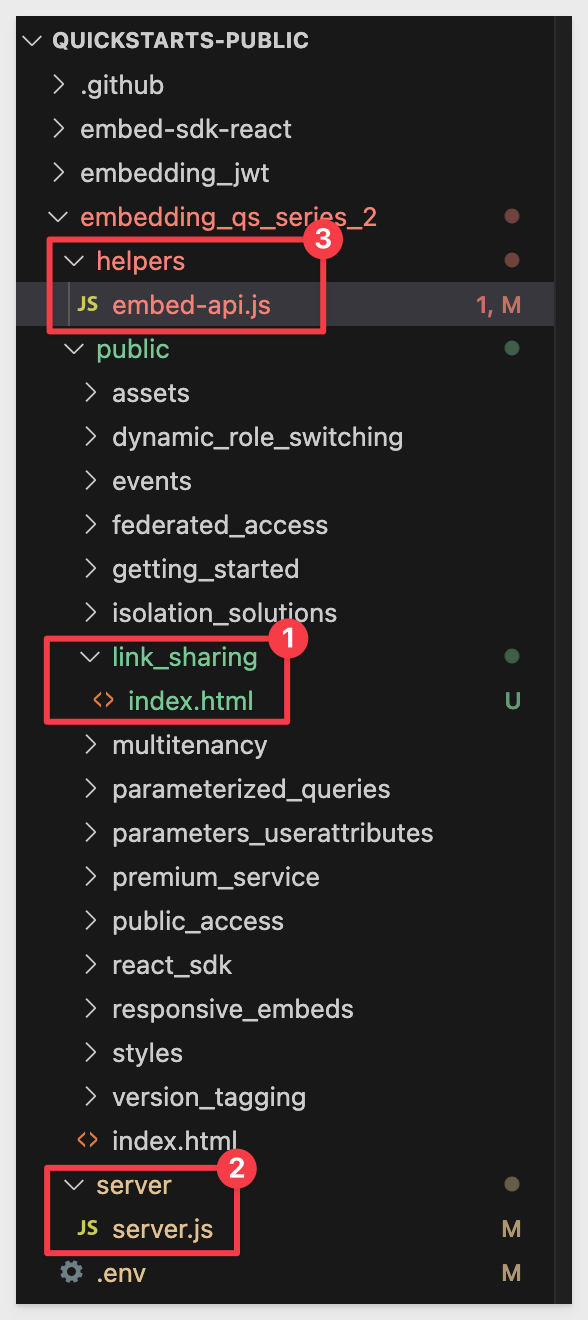 QUICKSTARTS-PUBLIC
.github
embed-sdk-react
embedding_jwt
embedding_qs_series_2
3
helpers
JS embed-api.js 1, M
public
assets
dynamic_role_switching
events
federated_access
getting_started
isolation_solutions
1
link_sharing
<> index.html U
multitenancy
parameterized_queries
parameters_userattributes
premium_service
public_access
react_sdk
responsive_embeds
styles
version_tagging
<> index.html
2
server
JS server.js M
.env M